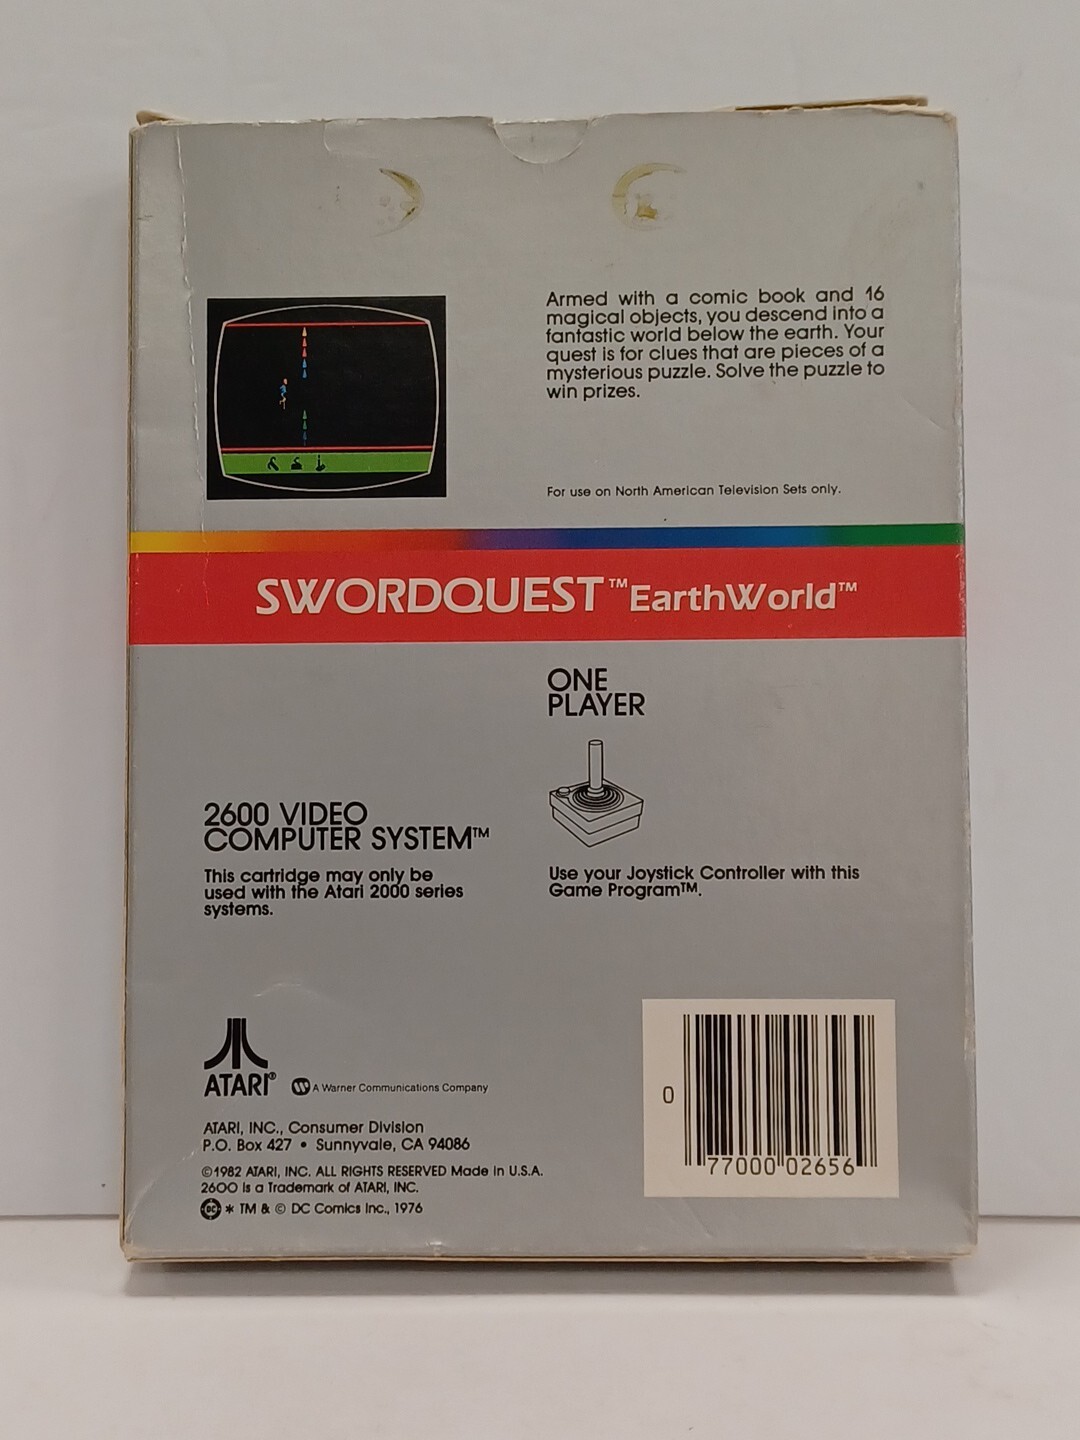 Armed with a comic book and 16
magical objects, you descend into a
fantastic world below the earth. Your
quest is for clues that are pieces of a
mysterious puzzle. Solve the puzzle to
win prizes.
For use on North American Television Sets only.
SWORDQUEST™ EarthWorld™
ONE
PLAYER
2600 VIDEO
COMPUTER SYSTEM™
This cartridge may only be
used with the Atari 2000 series
systems.
Use your Joystick Controller with this
Game Program™.
ATARI®
W A Warner Communications Company
ATARI, INC., Consumer Division
P.O. Box 427 • Sunnyvale, CA 94086
©1982 ATARI, INC. ALL RIGHTS RESERVED Made in U.S.A.
2600 is a Trademark of ATARI, INC.
DC * TM & © DC Comics Inc., 1976
0 77000 02656